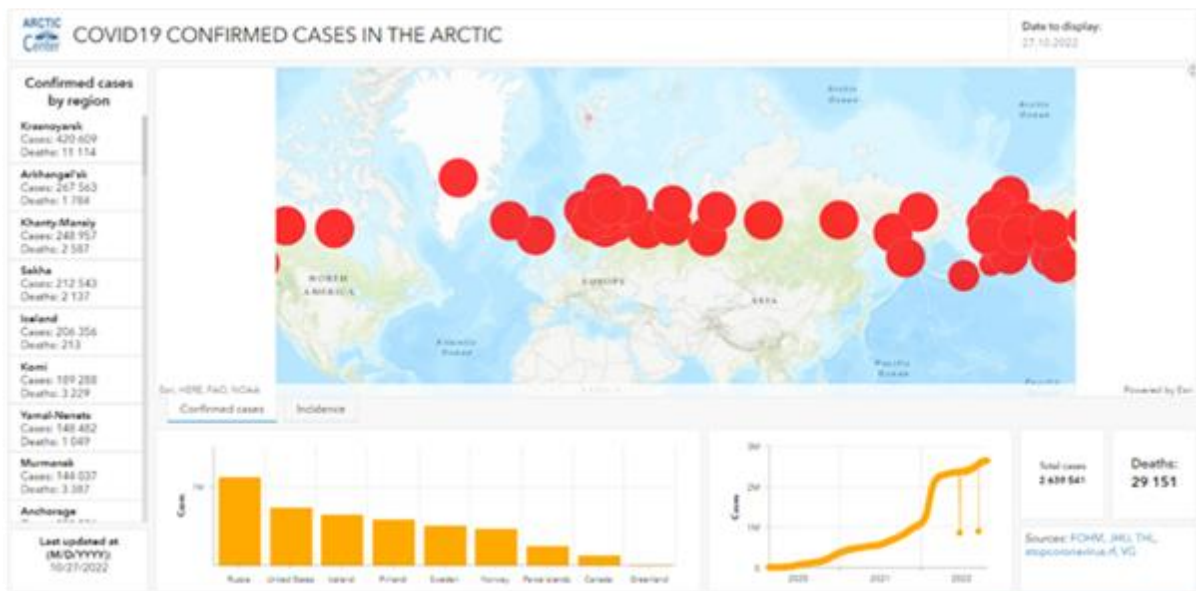 ARCTIC
Center
COVID19 CONFIRMED CASES IN THE ARCTIC
Date to display:
27.10.2022
Confirmed cases
by region
Krasnoyarsk
Cases: 420 609
Deaths: 11 114
Arkhangel'sk
Cases: 267 563
Deaths: 1 784
Khanty-Mansiy
Cases: 248 957
Deaths: 2 587
Sakha
Cases: 212 543
Deaths: 2 137
Iceland
Cases: 206 356
Deaths: 213
Komi
Cases: 189 288
Deaths: 3 229
Yamal-Nenets
Cases: 148 482
Deaths: 1 049
Murmansk
Cases: 144 037
Deaths: 3 387
Anchorage
Last updated at
(M/D/YYYY):
10/27/2022
Arctic
Ocean
Arctic
Ocean
NORTH
AMERICA
EUROPE
ASIA
Atlantic
Ocean
Pacific
Ocean
Esri, HERE, FAO, NOAA
Powered by Esri
Confirmed cases
Incidence
Cases
1M
Russia
United States
Iceland
Finland
Sweden
Norway
Faroe Islands
Canada
Greenland
Cases
3M
2M
1M
0
2020
2021
2022
Total cases
2 639 541
Deaths:
29 151
Sources: FOHM, JHU, THL,
stopcoronavirus.rf, VG